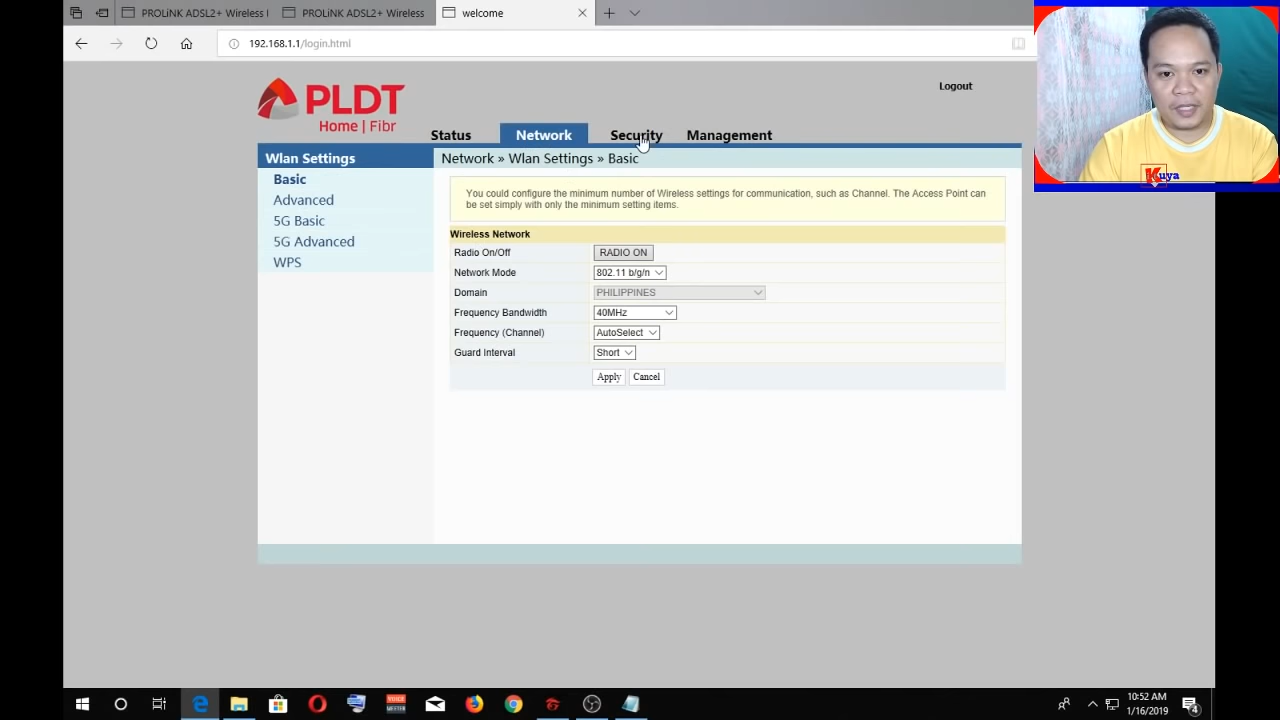 PROLiNK ADSL2+ Wireless I
PROLiNK ADSL2+ Wireless
welcome
192.168.1.1/login.html
PLDT
Home | Fibr
Logout
Status
Network
Security
Management
Wlan Settings
Network » Wlan Settings » Basic
Basic
Advanced
5G Basic
5G Advanced
WPS
You could configure the minimum number of Wireless settings for communication, such as Channel. The Access Point can
be set simply with only the minimum setting items.
Wireless Network
Radio On/Off RADIO ON
Network Mode 802.11 b/g/n
Domain PHILIPPINES
Frequency Bandwidth 40MHz
Frequency (Channel) AutoSelect
Guard Interval Short
Apply Cancel
Kuya
VOICE
MEETER
10:52 AM
1/16/2019
4